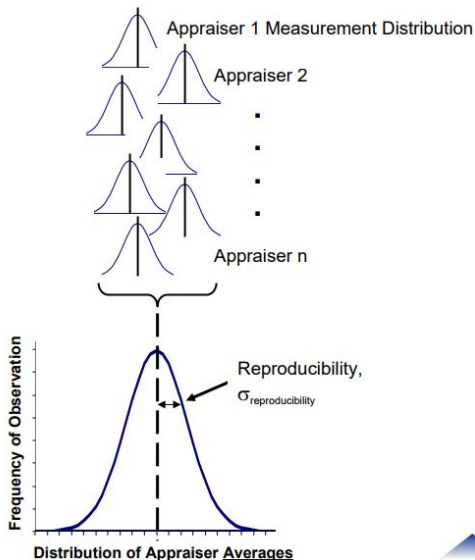 Appraiser 1 Measurement Distribution
Appraiser 2
Appraiser n
Reproducibility,
σreproducibility
Frequency of Observation
Distribution of Appraiser Averages